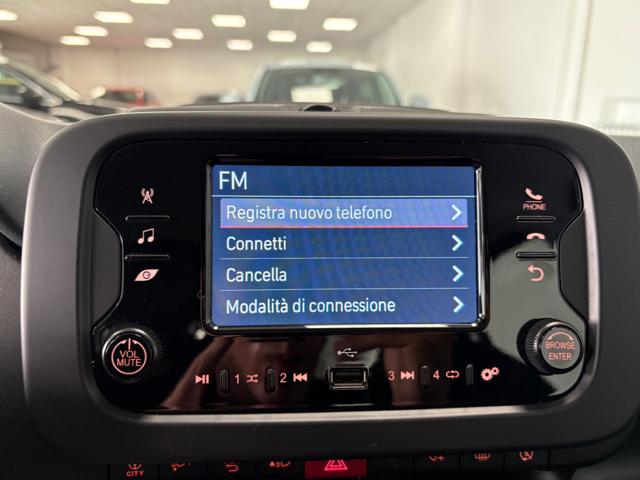 FM
Registra nuovo telefono
Connetti
Cancella
Modalità di connessione
PHONE
VOL
MUTE
BROWSE
ENTER
1 2 3 4
CITY